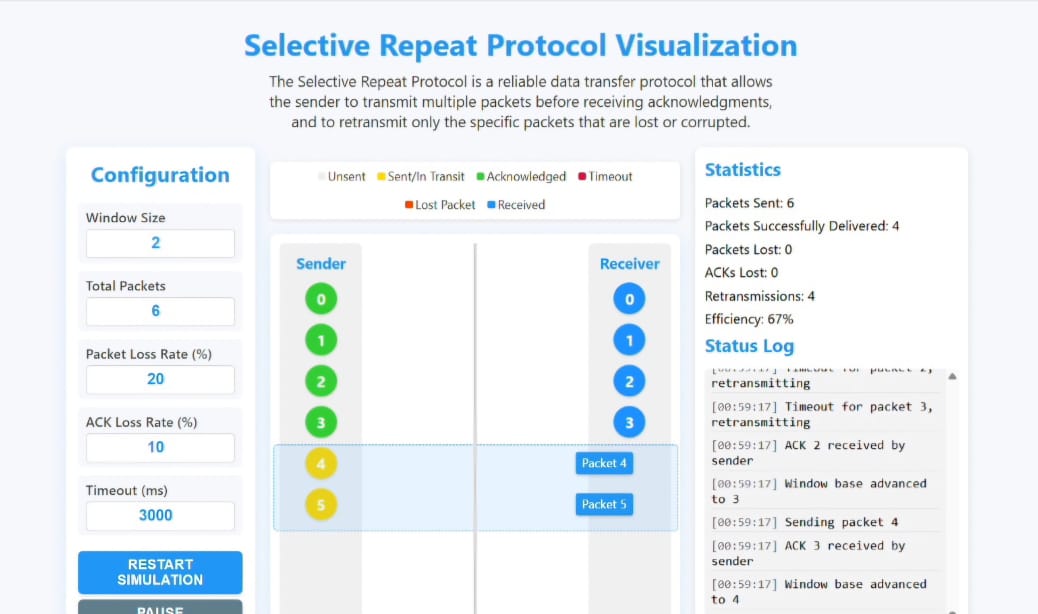 Selective Repeat Protocol Visualization
The Selective Repeat Protocol is a reliable data transfer protocol that allows
the sender to transmit multiple packets before receiving acknowledgments,
and to retransmit only the specific packets that are lost or corrupted.
Configuration
Window Size
2
Total Packets
6
Packet Loss Rate (%)
20
ACK Loss Rate (%)
10
Timeout (ms)
3000
RESTART
SIMULATION
PAUSE
Unsent Sent/In Transit Acknowledged Timeout
Lost Packet Received
Sender Receiver
0 0
1 1
2 2
3 3
4 Packet 4
5 Packet 5
Statistics
Packets Sent: 6
Packets Successfully Delivered: 4
Packets Lost: 0
ACKs Lost: 0
Retransmissions: 4
Efficiency: 67%
Status Log
[00:59:17] Timeout for packet 2,
retransmitting
[00:59:17] Timeout for packet 3,
retransmitting
[00:59:17] ACK 2 received by
sender
[00:59:17] Window base advanced
to 3
[00:59:17] Sending packet 4
[00:59:17] ACK 3 received by
sender
[00:59:17] Window base advanced
to 4